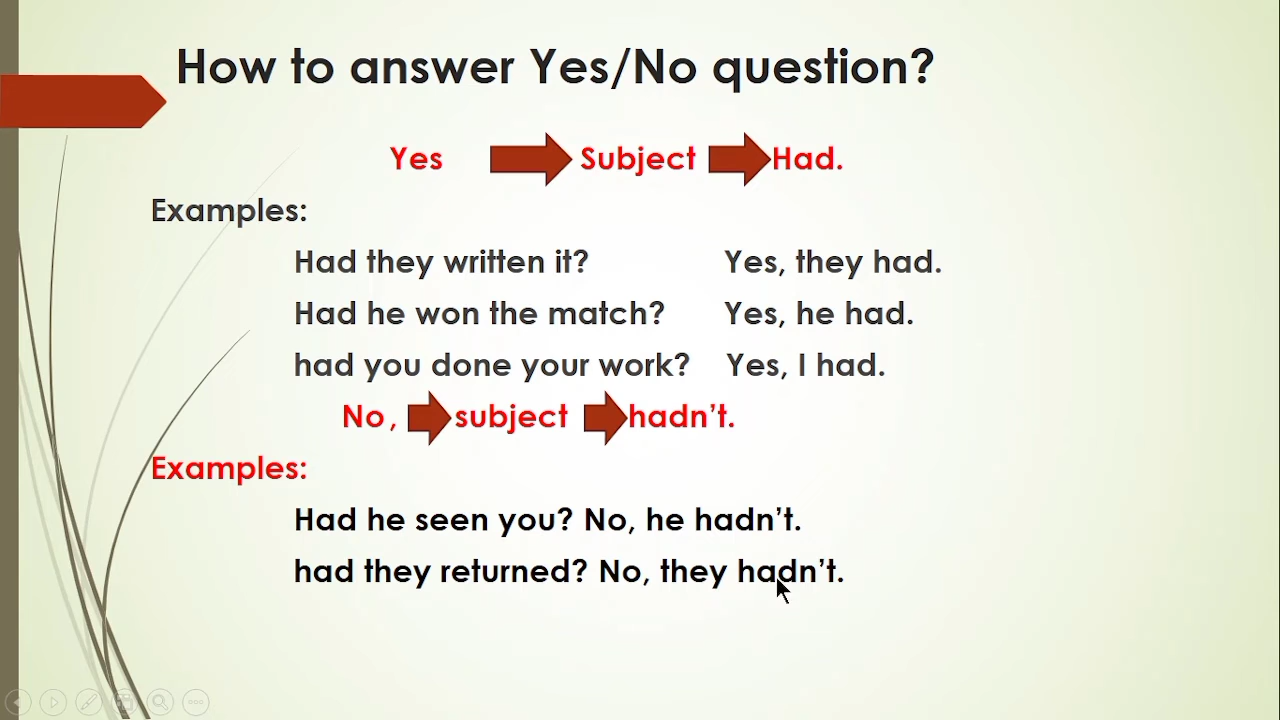 How to answer Yes/No question?
Yes Subject Had.
Examples:
Had they written it? Yes, they had.
Had he won the match? Yes, he had.
had you done your work? Yes, I had.
No, subject hadn’t.
Examples:
Had he seen you? No, he hadn’t.
had they returned? No, they hadn’t.